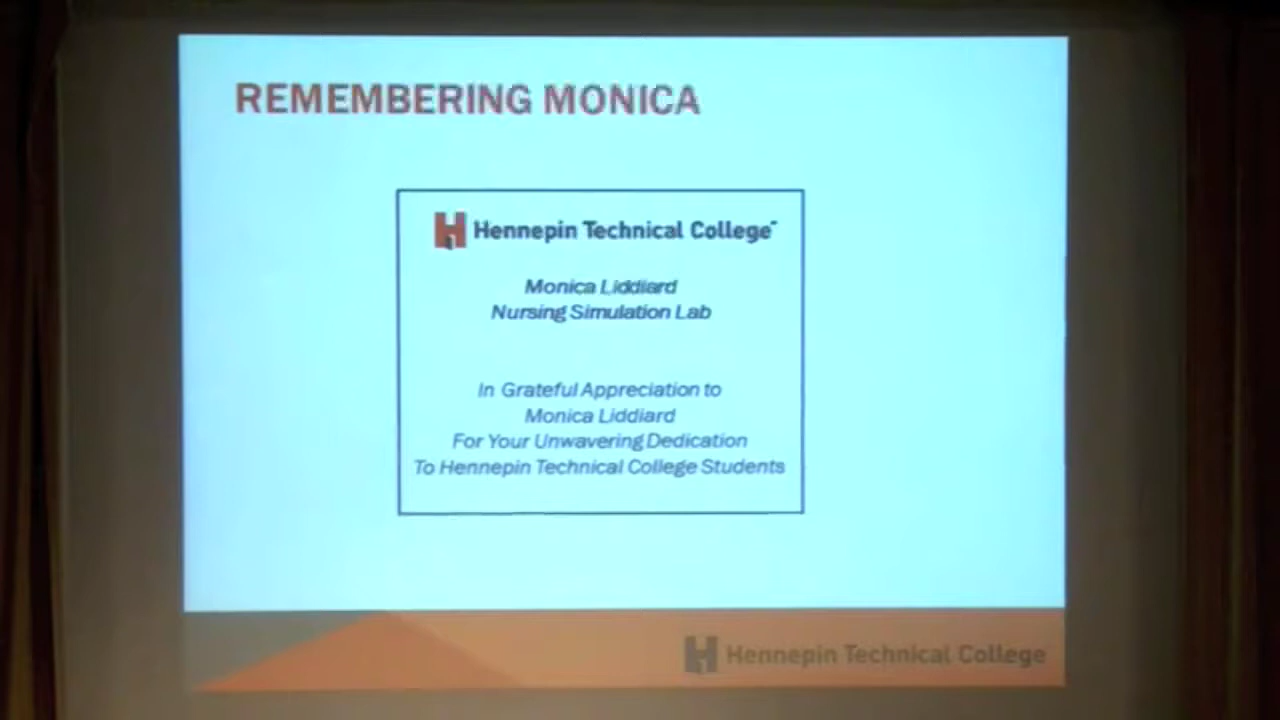 REMEMBERING MONICA
Hennepin Technical College™
Monica Liddiard
Nursing Simulation Lab
In Grateful Appreciation to
Monica Liddiard
For Your Unwavering Dedication
To Hennepin Technical College Students
Hennepin Technical College